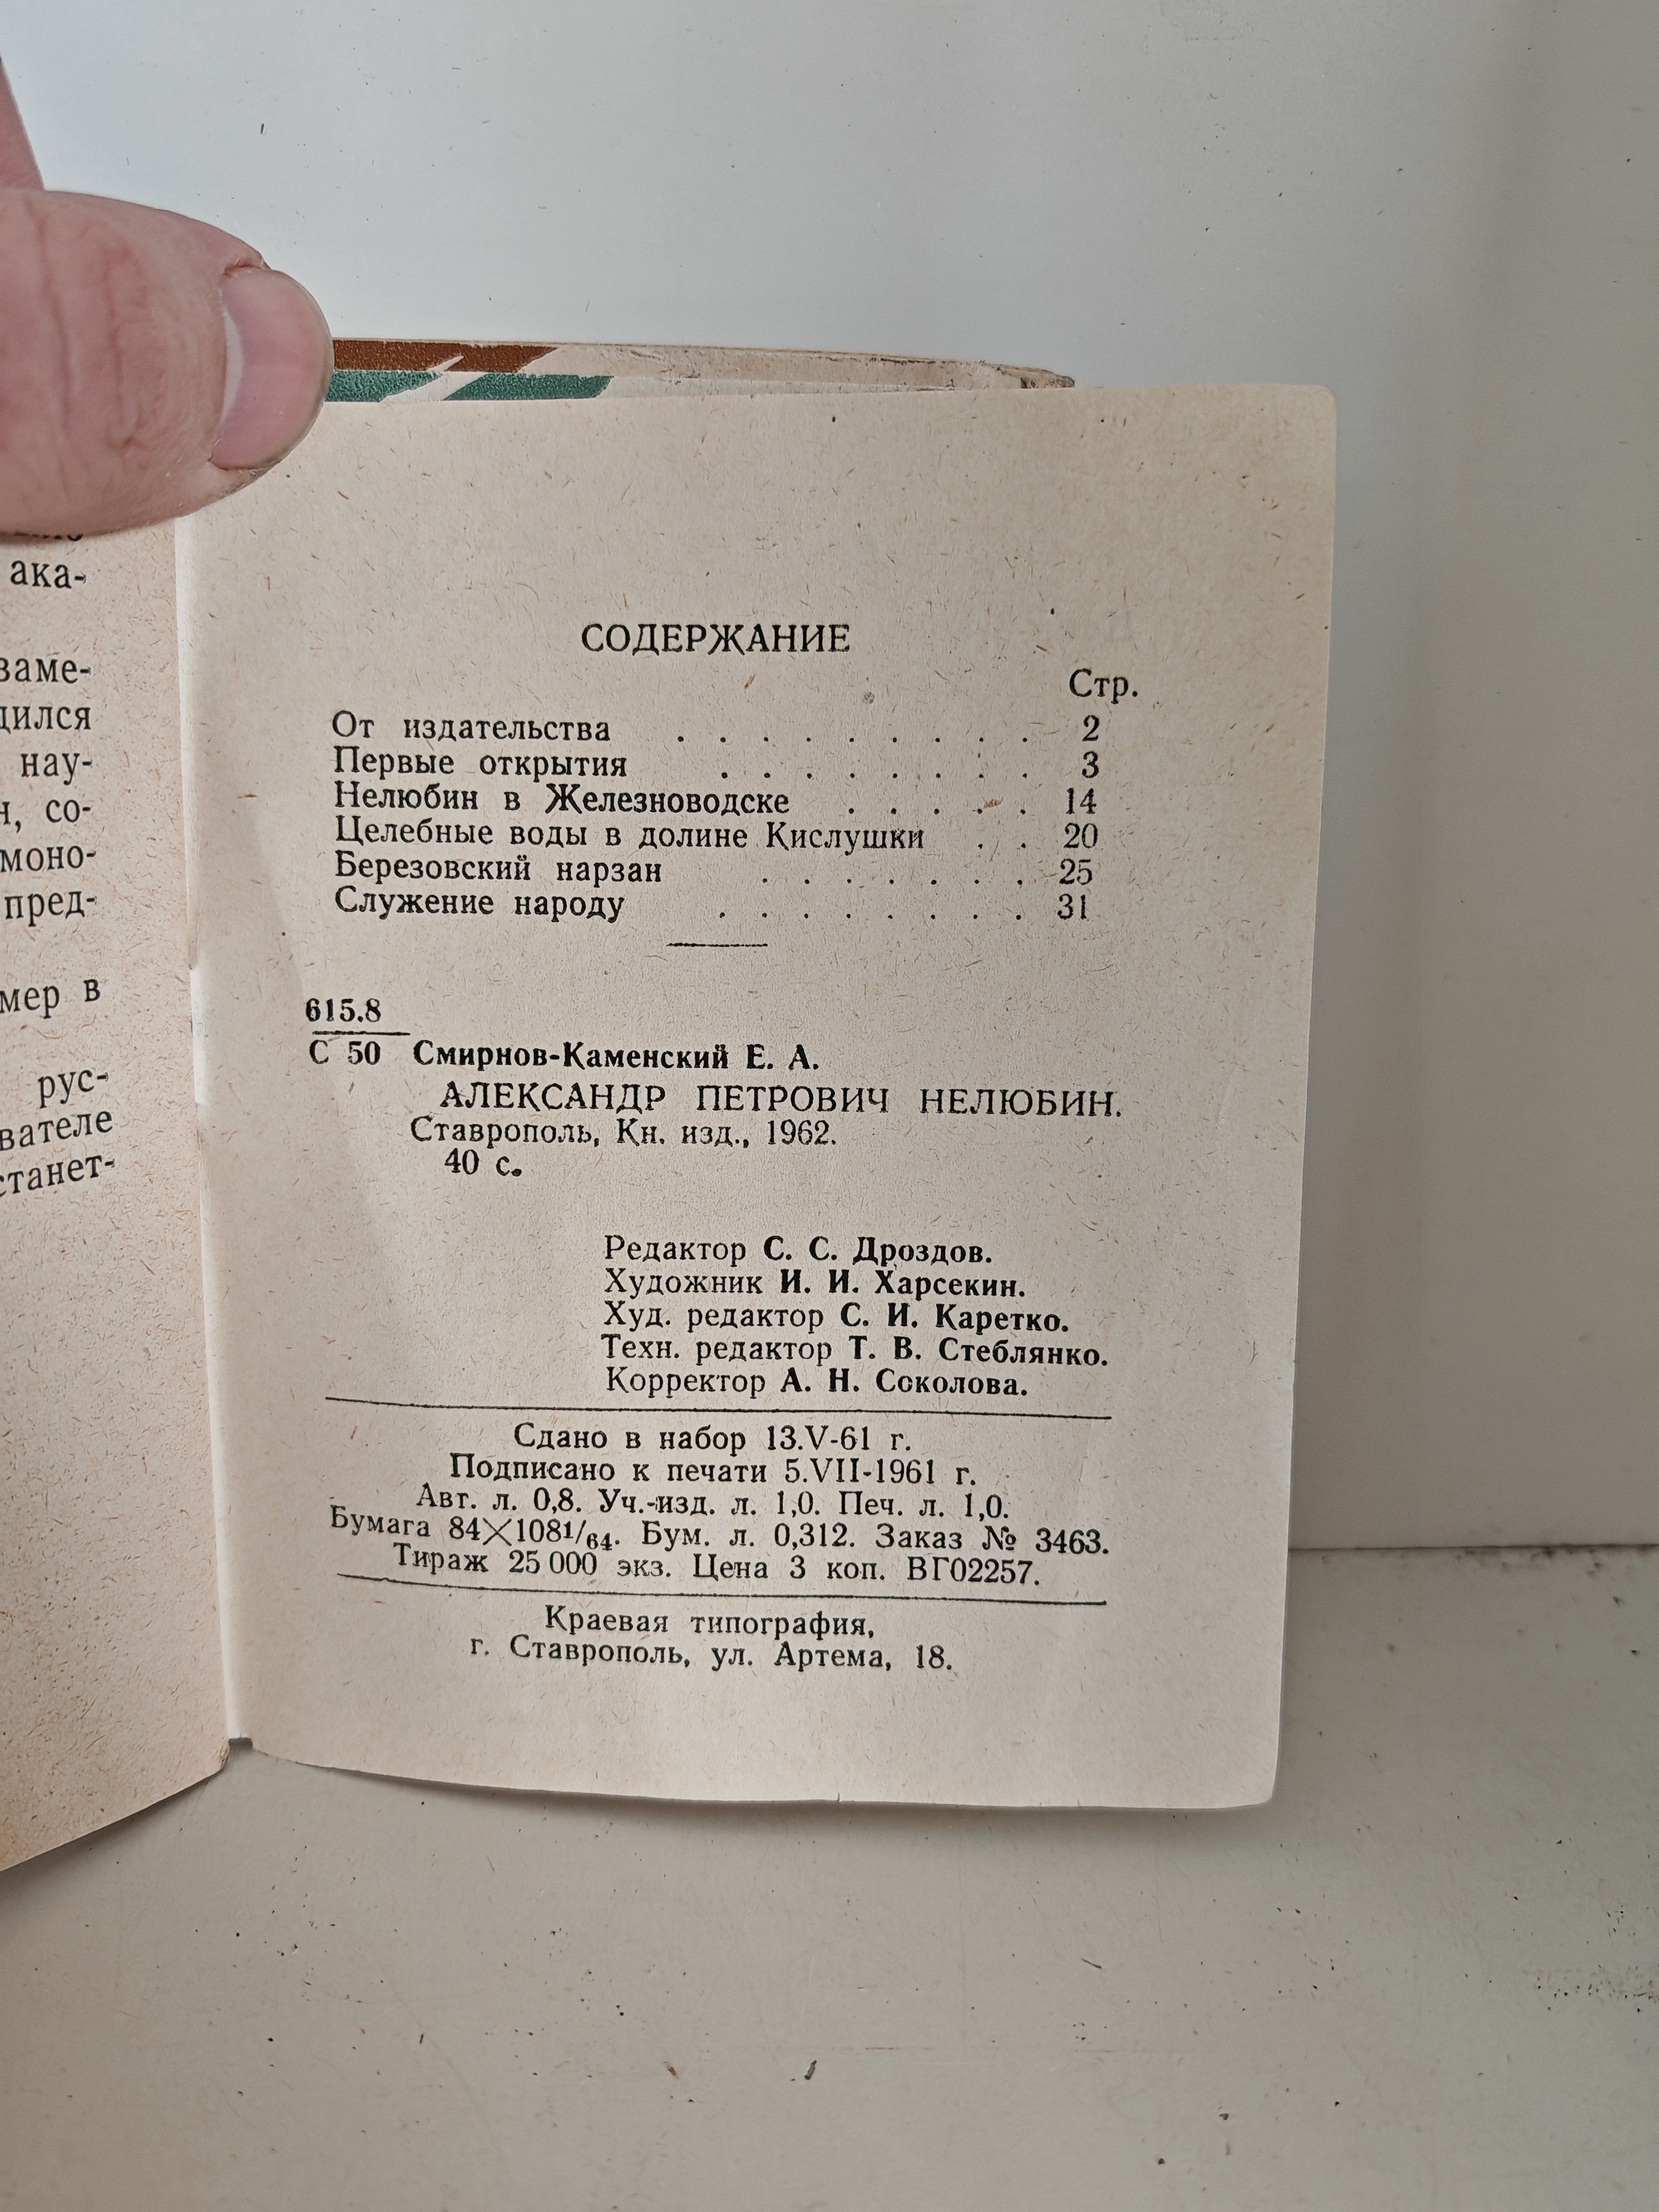 ака-
заме-
дился
нау-
н, со-
моно-
пред-
мер в
рус-
вателе
станет-
СОДЕРЖАНИЕ
Стр.
От издательства . . . . . . . . . 2
Первые открытия . . . . . . . . 3
Нелюбин в Железноводске . . . . . 14
Целебные воды в долине Кислушки . . 20
Березовский нарзан . . . . . . . 25
Служение народу . . . . . . . . 31
615.8
С 50 Смирнов-Каменский Е. А.
АЛЕКСАНДР ПЕТРОВИЧ НЕЛЮБИН.
Ставрополь, Кн. изд., 1962.
40 с.
Редактор С. С. Дроздов.
Художник И. И. Харсекин.
Худ. редактор С. И. Каретко.
Техн. редактор Т. В. Стеблянко.
Корректор А. Н. Соколова.
Сдано в набор 13.V-61 г.
Подписано к печати 5.VII-1961 г.
Авт. л. 0,8. Уч.-изд. л. 1,0. Печ. л. 1,0.
Бумага 84×108¹/₆₄. Бум. л. 0,312. Заказ № 3463.
Тираж 25 000 экз. Цена 3 коп. ВГ02257.
Краевая типография,
г. Ставрополь, ул. Артема, 18.